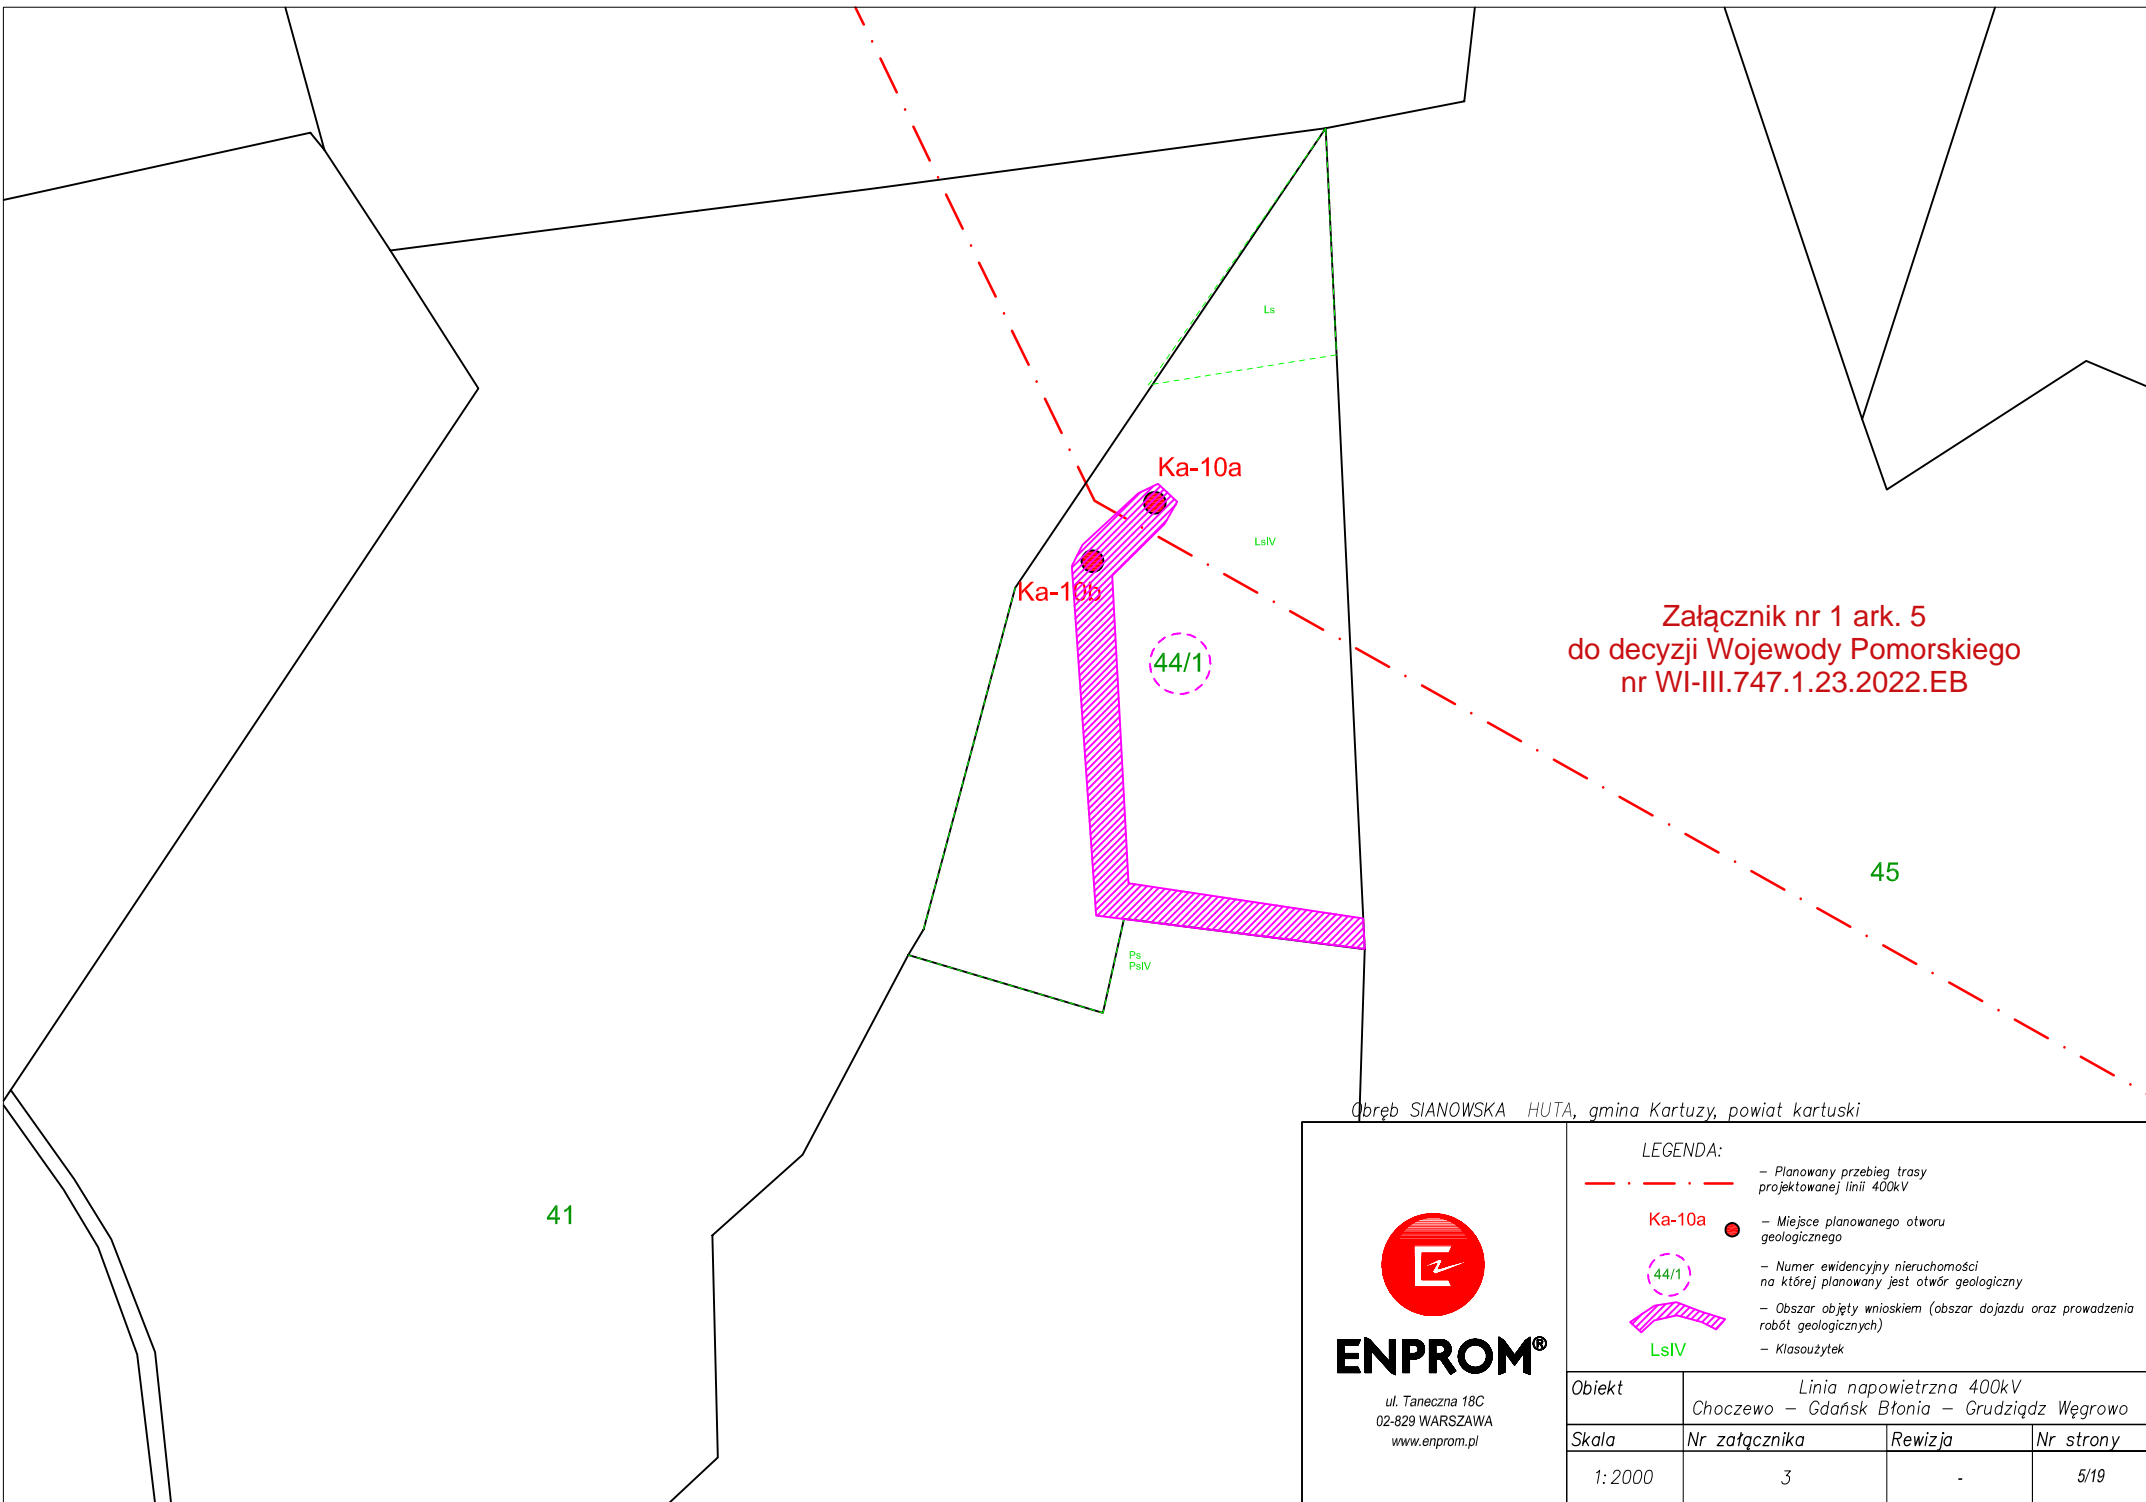 Ls
Ka-10a
LsIV
Ka-10b
44/1
Załącznik nr 1 ark. 5
do decyzji Wojewody Pomorskiego
nr WI-III.747.1.23.2022.EB
45
Ps
PsIV
41
Obręb SIANOWSKA HUTA, gmina Kartuzy, powiat kartuski
ENPROM®
ul. Taneczna 18C
02-829 WARSZAWA
www.enprom.pl
LEGENDA:
– Planowany przebieg trasy
projektowanej linii 400kV
Ka-10a
– Miejsce planowanego otworu
geologicznego
44/1
– Numer ewidencyjny nieruchomości
na której planowany jest otwór geologiczny
– Obszar objęty wnioskiem (obszar dojazdu oraz prowadzenia
robót geologicznych)
LsIV
– Klasoużytek
Obiekt
Linia napowietrzna 400kV
Choczewo – Gdańsk Błonia – Grudziądz Węgrowo
Skala
Nr załącznika
Rewizja
Nr strony
1:2000
3
-
5/19